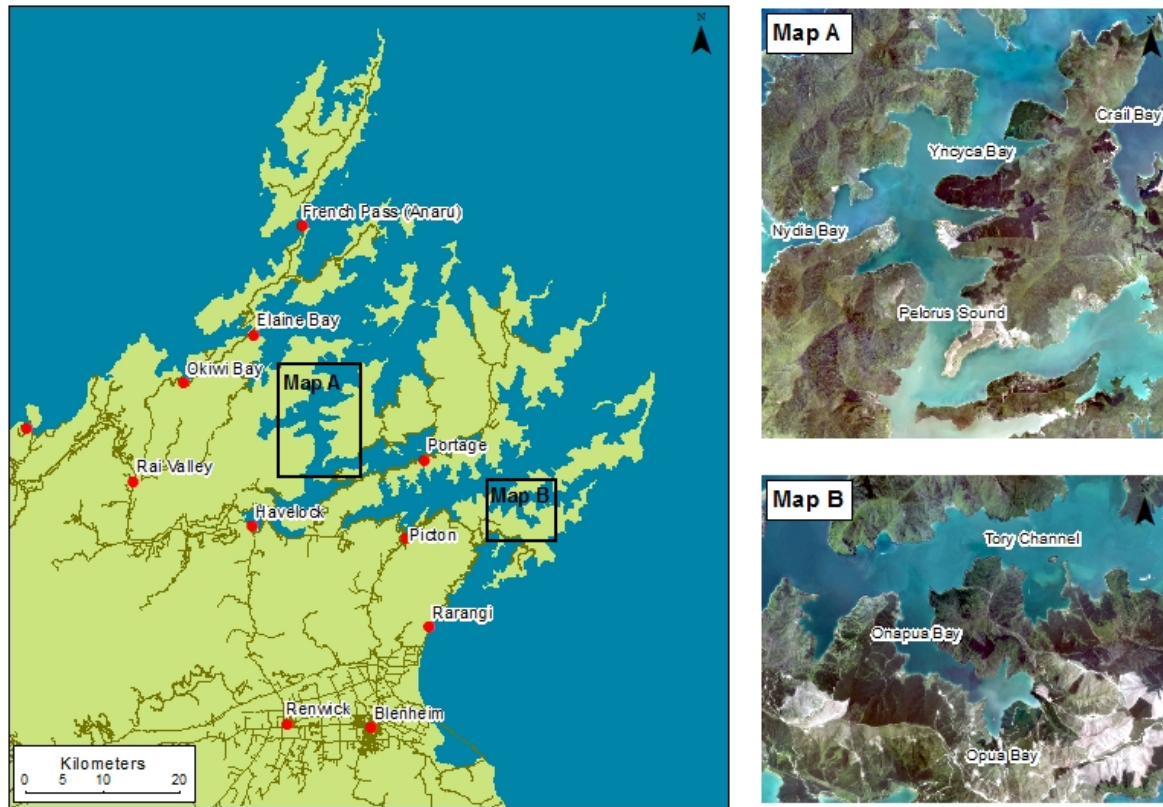 N
French Pass (Anaru)
Elaine Bay
Okiwi Bay
Map A
Portage
Rai Valley
Map B
Havelock
Picton
Rarangi
Renwick
Blenheim
Kilometers
0 5 10 20
Map A
N
Crail Bay
Yncyca Bay
Nydia Bay
Pelorus Sound
Map B
N
Tory Channel
Onapua Bay
Opua Bay